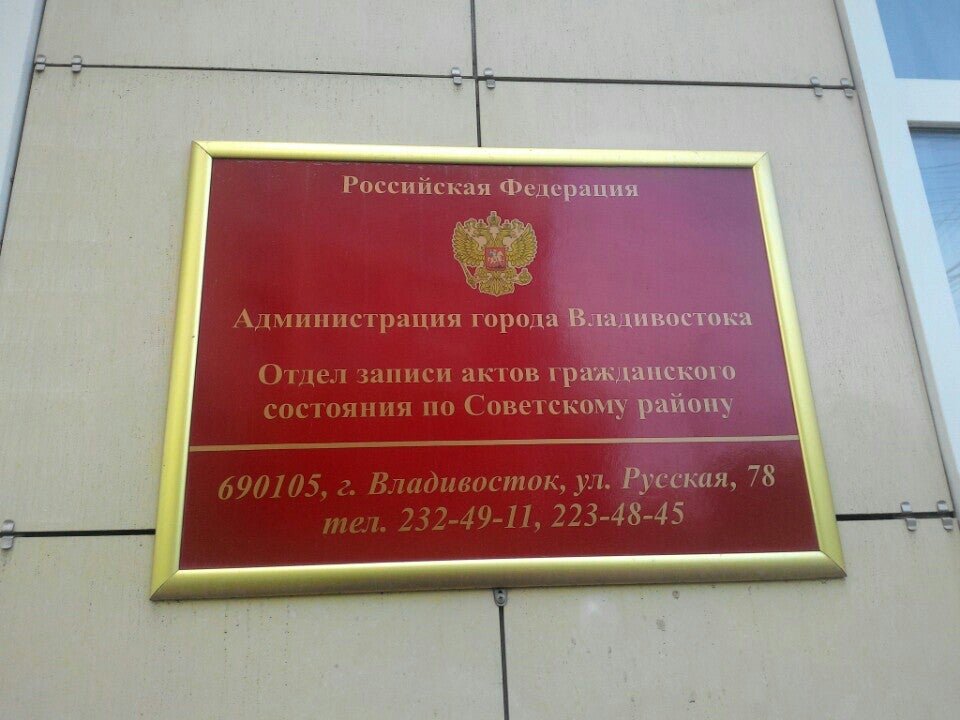 Российская Федерация
Администрация города Владивостока
Отдел записи актов гражданского
состояния по Советскому району
690105, г. Владивосток, ул. Русская, 78
тел. 232-49-11, 223-48-45